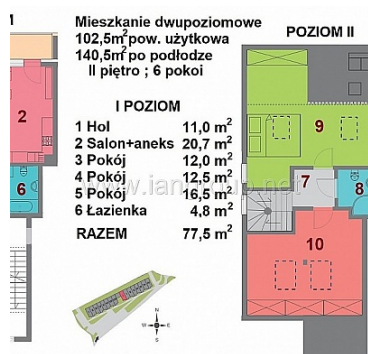 M
Mieszkanie dwupoziomowe
102,5m² pow. użytkowa
140,5m² po podłodze
II piętro ; 6 pokoi
POZIOM II
I POZIOM
1 Hol 11,0 m²
2 Salon+aneks 20,7 m²
3 Pokój 12,0 m²
4 Pokój 12,5 m²
5 Pokój 16,5 m²
6 Łazienka 4,8 m²
RAZEM 77,5 m²
2
6
9
7
8
10
N
W E
S